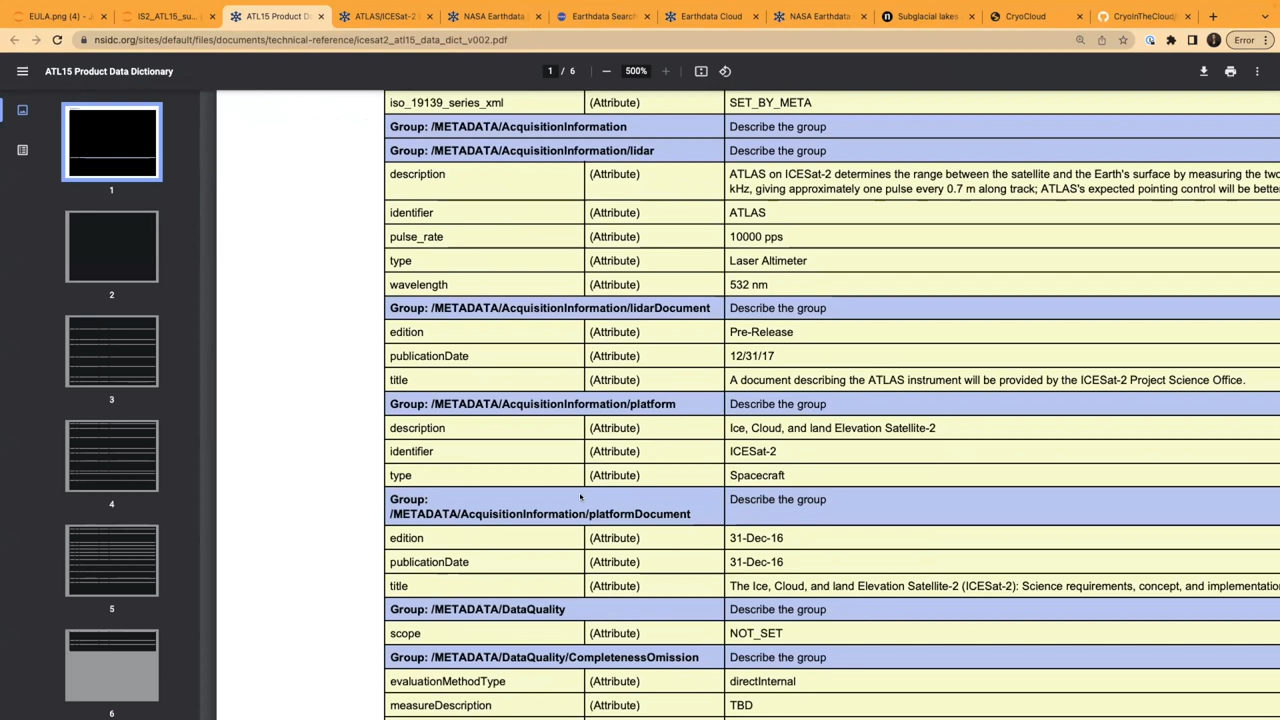 EULA.png (4) - J
IS2_ATL15_su
ATL15 Product D
ATLAS/ICESat-2
NASA Earthdata
Earthdata Search
Earthdata Cloud
NASA Earthdata
Subglacial lakes
CryoCloud
CryoInTheCloud/
nsidc.org/sites/default/files/documents/technical-reference/icesat2_atl15_data_dict_v002.pdf
Error
ATL15 Product Data Dictionary
1 / 6
500%
iso_19139_series_xml (Attribute) SET_BY_META
Group: /METADATA/AcquisitionInformation Describe the group
Group: /METADATA/AcquisitionInformation/lidar Describe the group
description (Attribute) ATLAS on ICESat-2 determines the range between the satellite and the Earth's surface by measuring the two
kHz, giving approximately one pulse every 0.7 m along track; ATLAS's expected pointing control will be bette
identifier (Attribute) ATLAS
pulse_rate (Attribute) 10000 pps
type (Attribute) Laser Altimeter
wavelength (Attribute) 532 nm
Group: /METADATA/AcquisitionInformation/lidarDocument Describe the group
edition (Attribute) Pre-Release
publicationDate (Attribute) 12/31/17
title (Attribute) A document describing the ATLAS instrument will be provided by the ICESat-2 Project Science Office.
Group: /METADATA/AcquisitionInformation/platform Describe the group
description (Attribute) Ice, Cloud, and land Elevation Satellite-2
identifier (Attribute) ICESat-2
type (Attribute) Spacecraft
Group: Describe the group
/METADATA/AcquisitionInformation/platformDocument
edition (Attribute) 31-Dec-16
publicationDate (Attribute) 31-Dec-16
title (Attribute) The Ice, Cloud, and land Elevation Satellite-2 (ICESat-2): Science requirements, concept, and implementatio
Group: /METADATA/DataQuality Describe the group
scope (Attribute) NOT_SET
Group: /METADATA/DataQuality/CompletenessOmission Describe the group
evaluationMethodType (Attribute) directInternal
measureDescription (Attribute) TBD
1
2
3
4
5
6